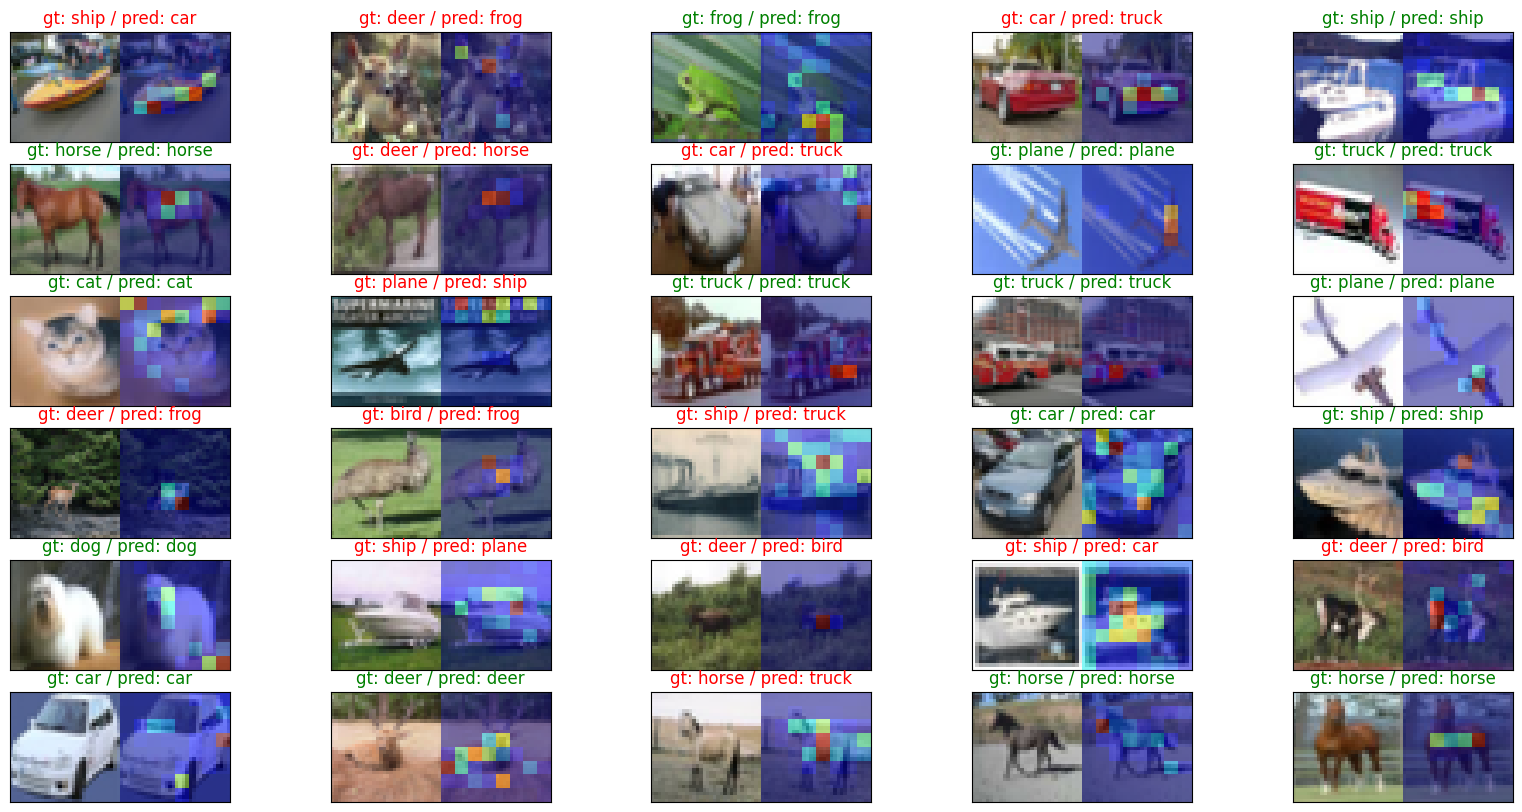 gt: ship / pred: car
gt: deer / pred: frog
gt: frog / pred: frog
gt: car / pred: truck
gt: ship / pred: ship
gt: horse / pred: horse
gt: deer / pred: horse
gt: car / pred: truck
gt: plane / pred: plane
gt: truck / pred: truck
gt: cat / pred: cat
gt: plane / pred: ship
gt: truck / pred: truck
gt: truck / pred: truck
gt: plane / pred: plane
SUPERMARINE
gt: deer / pred: frog
gt: bird / pred: frog
gt: ship / pred: truck
gt: car / pred: car
gt: ship / pred: ship
gt: dog / pred: dog
gt: ship / pred: plane
gt: deer / pred: bird
gt: ship / pred: car
gt: deer / pred: bird
gt: car / pred: car
gt: deer / pred: deer
gt: horse / pred: truck
gt: horse / pred: horse
gt: horse / pred: horse